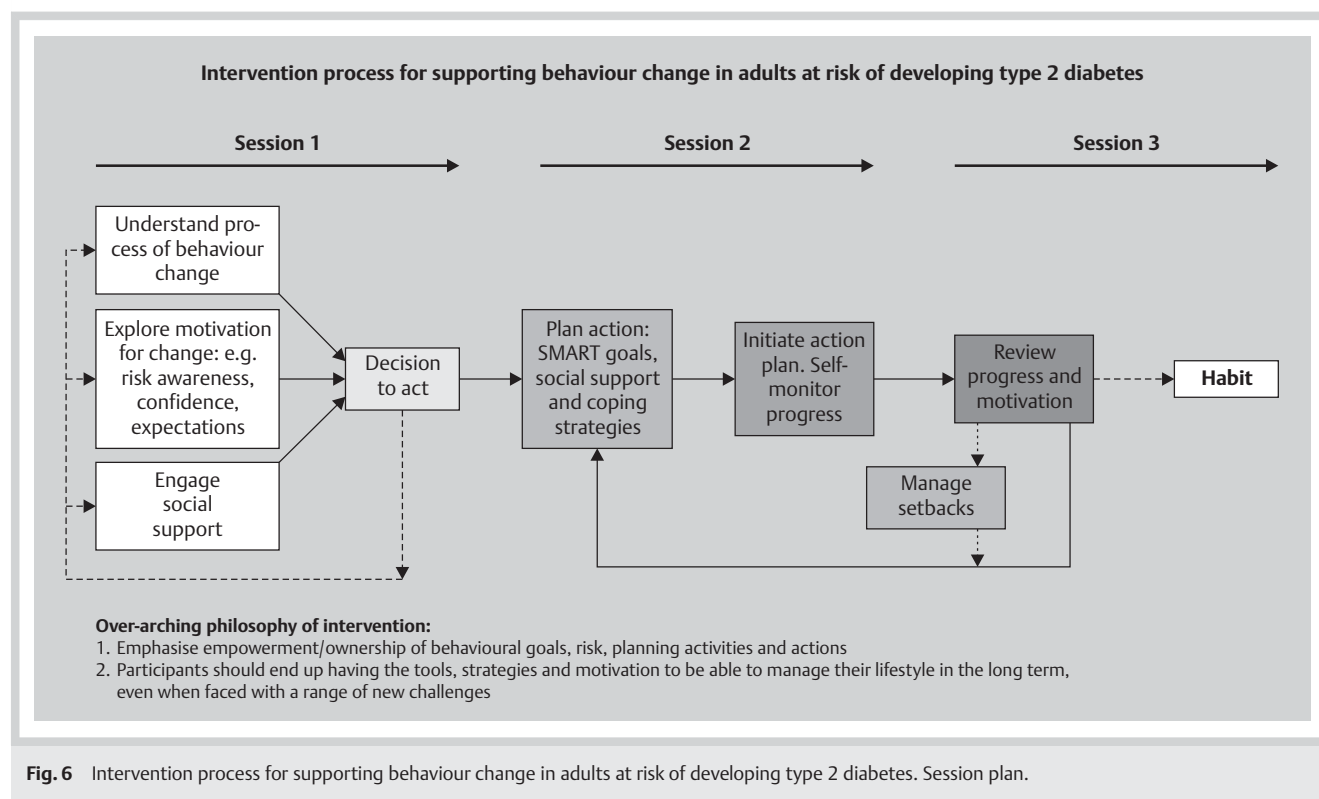 Intervention process for supporting behaviour change in adults at risk of developing type 2 diabetes
Session 1
Session 2
Session 3
Understand pro-
cess of behaviour
change
Explore motivation
for change: e.g.
risk awareness,
confidence,
expectations
Engage
social
support
Decision
to act
Plan action:
SMART goals,
social support
and coping
strategies
Initiate action
plan. Self-
monitor
progress
Review
progress and
motivation
Habit
Manage
setbacks
Over-arching philosophy of intervention:
1. Emphasise empowerment/ownership of behavioural goals, risk, planning activities and actions
2. Participants should end up having the tools, strategies and motivation to be able to manage their lifestyle in the long term,
even when faced with a range of new challenges
Fig. 6 Intervention process for supporting behaviour change in adults at risk of developing type 2 diabetes. Session plan.